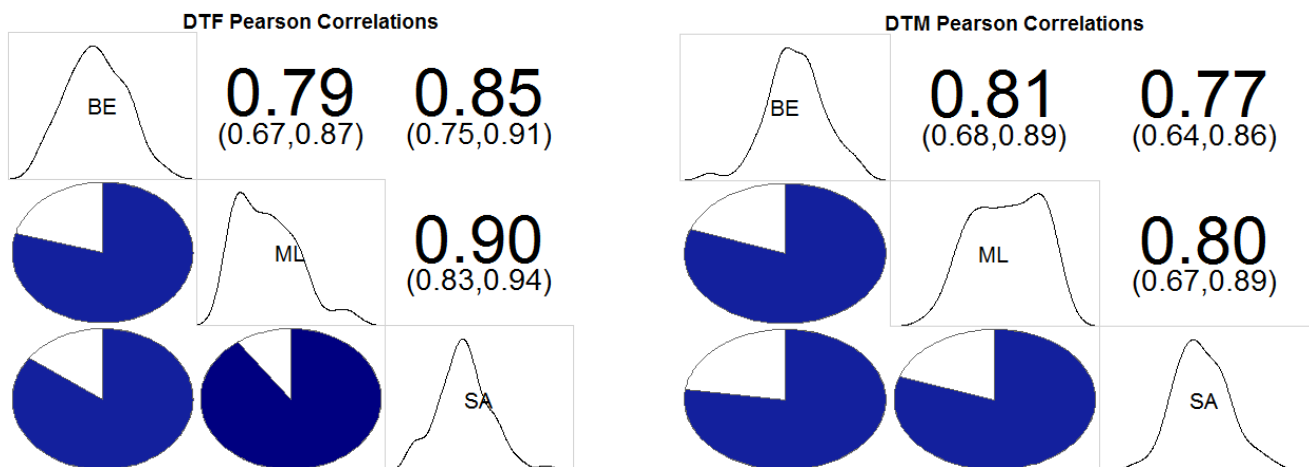 DTF Pearson Correlations
BE
0.79
(0.67,0.87)
0.85
(0.75,0.91)
ML
0.90
(0.83,0.94)
SA
DTM Pearson Correlations
BE
0.81
(0.68,0.89)
0.77
(0.64,0.86)
ML
0.80
(0.67,0.89)
SA